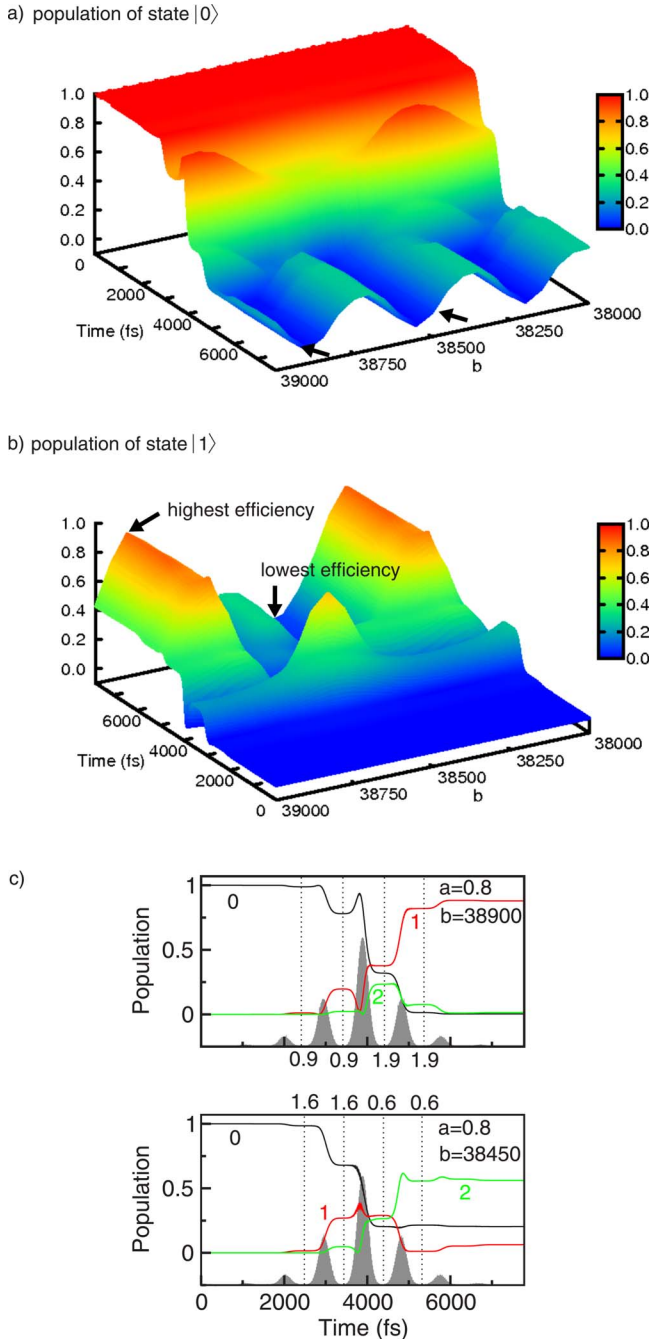 a) population of state |0⟩
1.0
0.8
0.6
0.4
0.2
0.0
0
2000
4000
6000
Time (fs)
39000
38750
38500
38250
38000
b
1.0
0.8
0.6
0.4
0.2
0.0
b) population of state |1⟩
highest efficiency
lowest efficiency
1.0
0.8
0.6
0.4
0.2
0.0
6000
4000
2000
0
Time (fs)
39000
38750
38500
38250
38000
b
1.0
0.8
0.6
0.4
0.2
0.0
c)
Population
1
0.5
0
0
1
2
a=0.8
b=38900
0.9 0.9 1.9 1.9
1.6 1.6 0.6 0.6
Population
1
0.5
0
0
1
2
a=0.8
b=38450
0 2000 4000 6000
Time (fs)